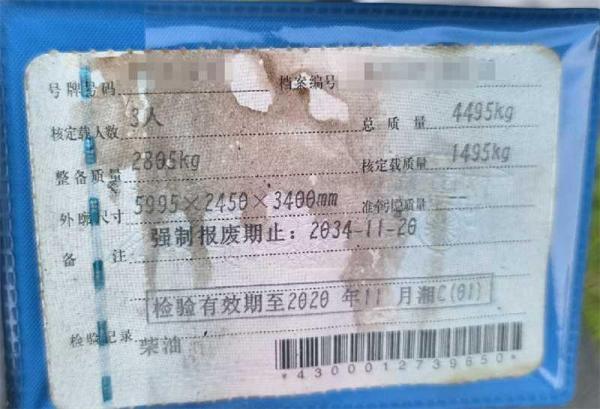 号牌号码 档案编号
核定载人数 3人 总质量 4495kg
整备质量 2805kg 核定载质量 1495kg
外廓尺寸 5995×2450×3400mm 准牵引总质量 —
备注 强制报废期止：2034-11-20
检验有效期至2020年11月湘C(01)
检验记录 柴油
*4300012739650*